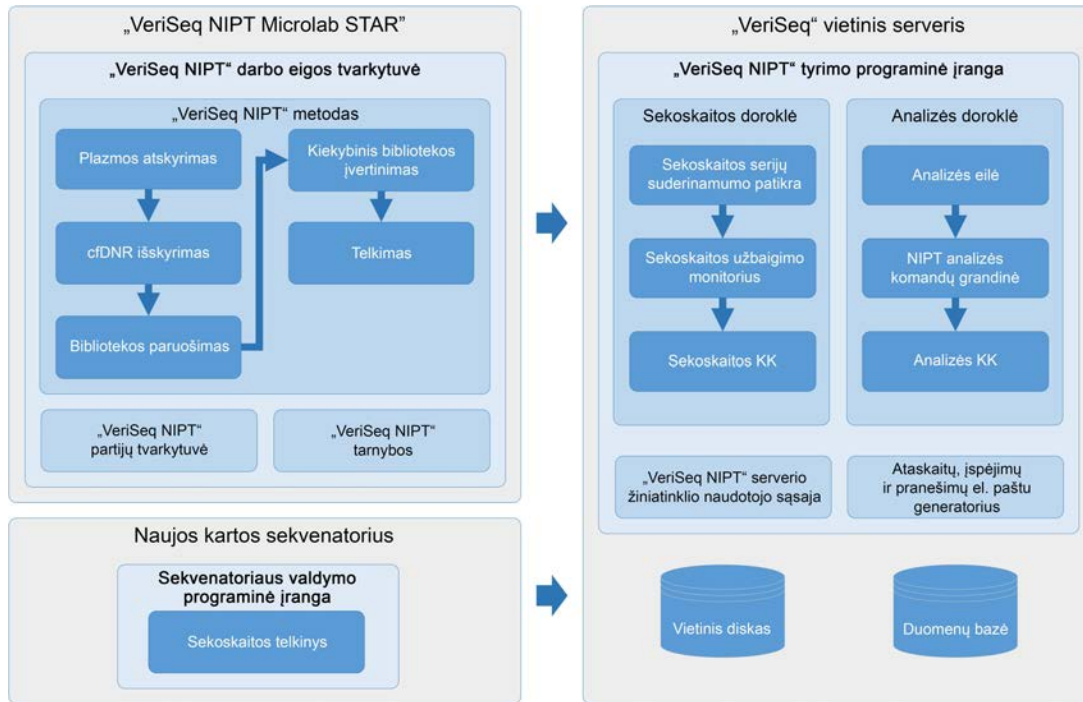 „VeriSeq NIPT Microlab STAR”
„VeriSeq NIPT“ darbo eigos tvarkytuvė
„VeriSeq NIPT“ metodas
Plazmos atskyrimas
cfDNR išskyrimas
Bibliotekos paruošimas
Kiekybinis bibliotekos
įvertinimas
Telkimas
„VeriSeq NIPT“
partijų tvarkytuvė
„VeriSeq NIPT“
tarnybos
Naujos kartos sekvenatorius
Sekvenatoriaus valdymo
programinė įranga
Sekoskaitos telkinys
„VeriSeq“ vietinis serveris
„VeriSeq NIPT“ tyrimo programinė įranga
Sekoskaitos doroklė
Sekoskaitos serijų
suderinamumo patikra
Sekoskaitos užbaigimo
monitorius
Sekoskaitos KK
Analizės doroklė
Analizės eilė
NIPT analizės
komandų grandinė
Analizės KK
„VeriSeq NIPT“ serverio
žiniatinklio naudotojo sąsaja
Ataskaitų, įspėjimų
ir pranešimų el. paštu
generatorius
Vietinis diskas
Duomenų bazė